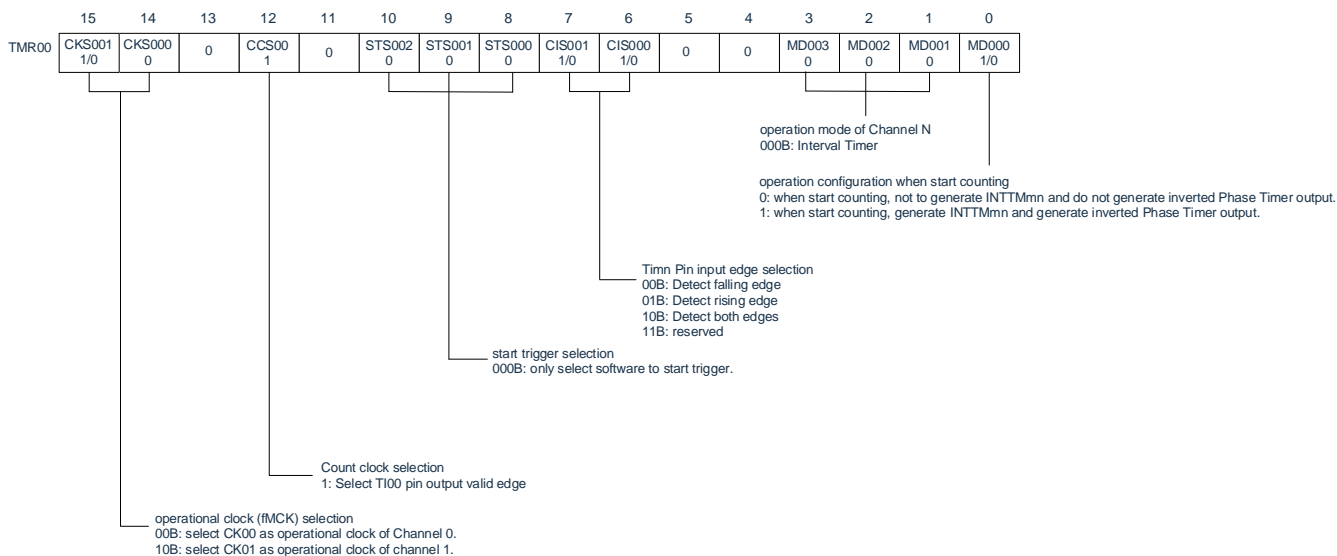 15 14 13 12 11 10 9 8 7 6 5 4 3 2 1 0
TMR00 CKS001 CKS000 0 CCS00 0 STS002 STS001 STS000 CIS001 CIS000 0 0 MD003 MD002 MD001 MD000
1/0 0 1 0 0 0 1/0 1/0 0 0 0 1/0
operation mode of Channel N
000B: Interval Timer
operation configuration when start counting
0: when start counting, not to generate INTTMmn and do not generate inverted Phase Timer output.
1: when start counting, generate INTTMmn and generate inverted Phase Timer output.
Timn Pin input edge selection
00B: Detect falling edge
01B: Detect rising edge
10B: Detect both edges
11B: reserved
start trigger selection
000B: only select software to start trigger.
Count clock selection
1: Select TI00 pin output valid edge
operational clock (fMCK) selection
00B: select CK00 as operational clock of Channel 0.
10B: select CK01 as operational clock of channel 1.